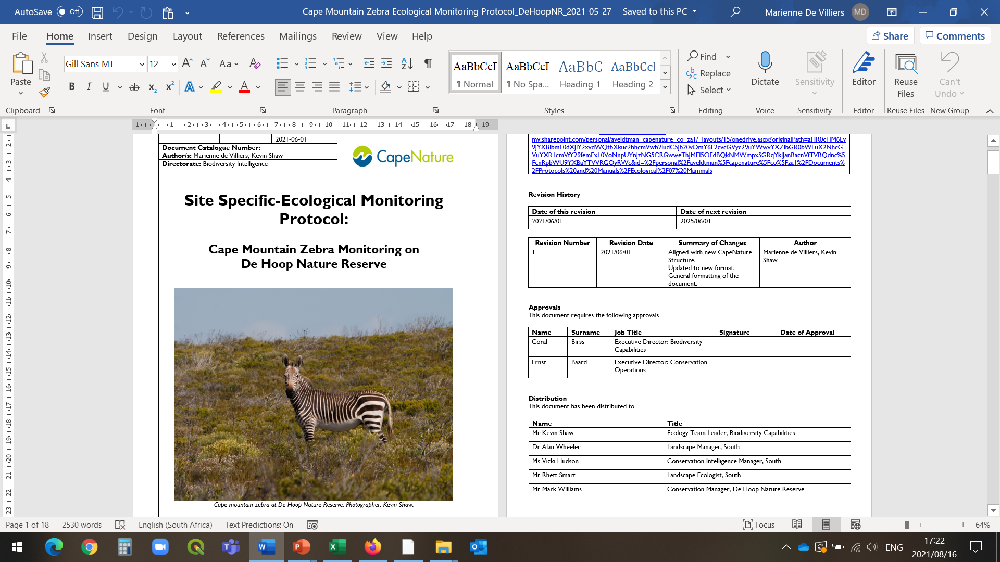 AutoSave Off
Cape Mountain Zebra Ecological Monitoring Protocol_DeHoopNR_2021-05-27 - Saved to this PC
Marienne De Villiers MD
File Home Insert Design Layout References Mailings Review View Help
Share Comments
Paste
Clipboard
Gill Sans MT 12
Font
Paragraph
AaBbCcI AaBbCcI AaBbC AaBbCcI
¶ Normal ¶ No Spa... Heading 1 Heading 2
Styles
Find
Replace
Select
Editing
Dictate
Voice
Sensitivity
Sensitivity
Editor
Editor
Reuse
Files
Reuse Files
Can't
Undo
New Group
2021-06-01
Document Catalogue Number:
Author/s: Marienne de Villiers, Kevin Shaw
Directorate: Biodiversity Intelligence
CapeNature
Site Specific-Ecological Monitoring
Protocol:
Cape Mountain Zebra Monitoring on
De Hoop Nature Reserve
Cape mountain zebra at De Hoop Nature Reserve. Photographer: Kevin Shaw.
my.sharepoint.com/personal/aveldtman_capenature_co_za1/_layouts/15/onedrive.aspx?originalPath=aHR0cHM6Ly
2FProtocols%20and%20Manuals%2FEcological%2F07%20Mammals
Revision History
Date of this revision Date of next revision
2021/06/01 2025/06/01
Revision Number Revision Date Summary of Changes Author
1 2021/06/01 Aligned with new CapeNature Marienne de Villiers, Kevin
Structure. Shaw
Updated to new format.
General formatting of the
document.
Approvals
This document requires the following approvals
Name Surname Job Title Signature Date of Approval
Coral Birss Executive Director: Biodiversity
Capabilities
Ernst Baard Executive Director: Conservation
Operations
Distribution
This document has been distributed to
Name Title
Mr Kevin Shaw Ecology Team Leader, Biodiversity Capabilities
Dr Alan Wheeler Landscape Manager, South
Ms Vicki Hudson Conservation Intelligence Manager, South
Mr Rhett Smart Landscape Ecologist, South
Mr Mark Williams Conservation Manager, De Hoop Nature Reserve
Page 1 of 18 2530 words English (South Africa) Text Predictions: On Focus 64%
ENG
17:22
2021/08/16